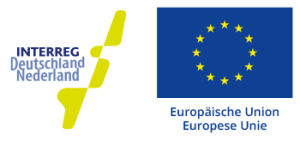 INTERREG
Deutschland
Nederland
Europäische Union
Europese Unie